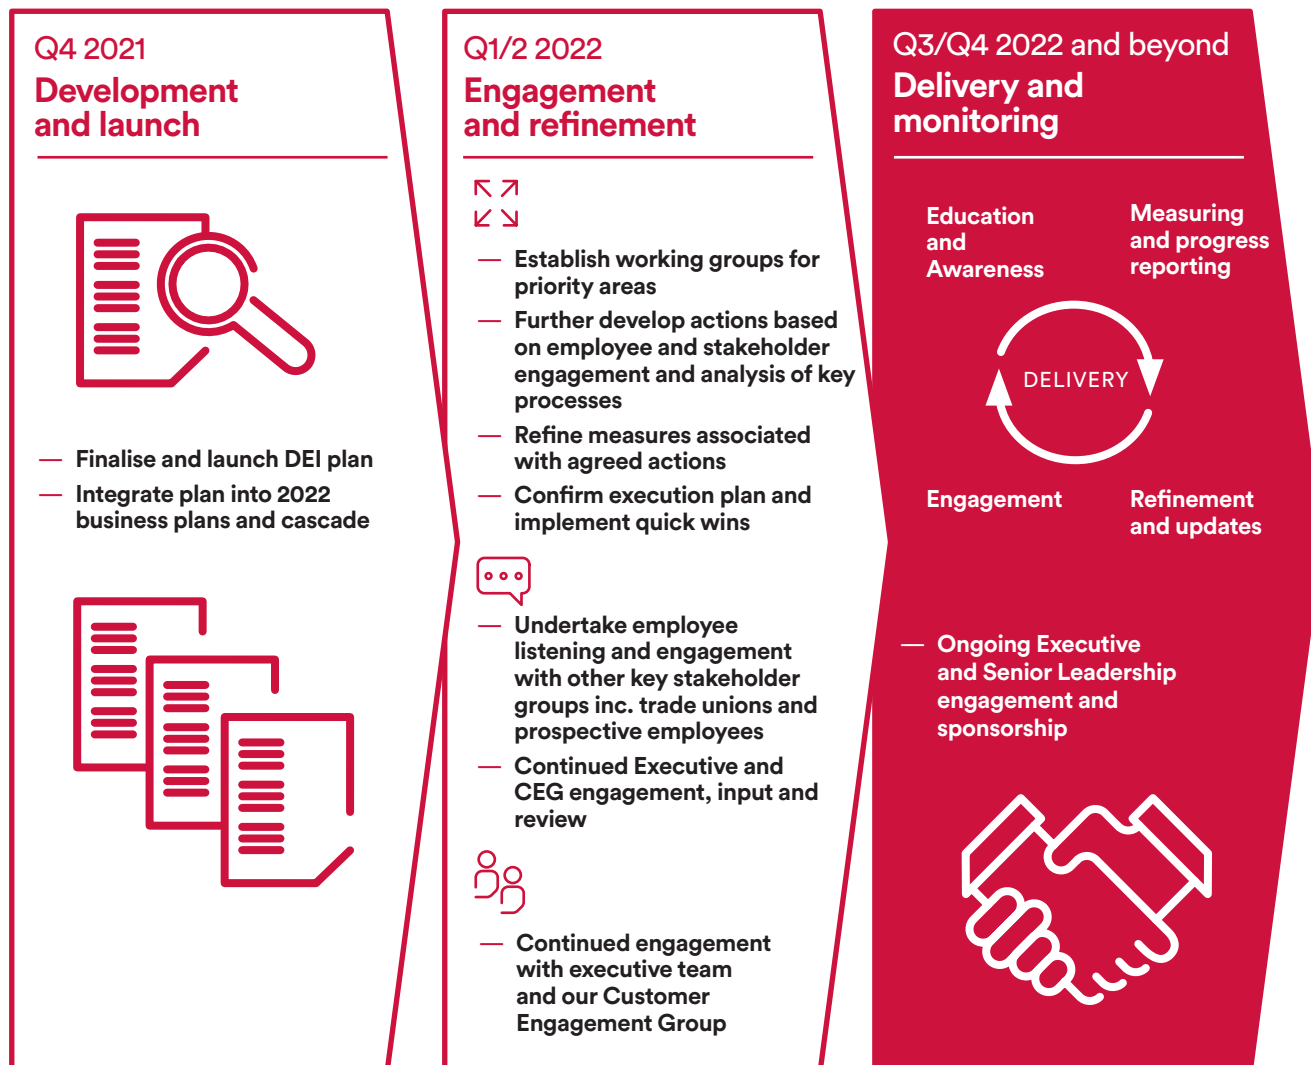 Q4 2021
Development
and launch
— Finalise and launch DEI plan
— Integrate plan into 2022
business plans and cascade
Q1/2 2022
Engagement
and refinement
— Establish working groups for
priority areas
— Further develop actions based
on employee and stakeholder
engagement and analysis of key
processes
— Refine measures associated
with agreed actions
— Confirm execution plan and
implement quick wins
— Undertake employee
listening and engagement
with other key stakeholder
groups inc. trade unions and
prospective employees
— Continued Executive and
CEG engagement, input and
review
— Continued engagement
with executive team
and our Customer
Engagement Group
Q3/Q4 2022 and beyond
Delivery and
monitoring
Education
and
Awareness
Measuring
and progress
reporting
DELIVERY
Engagement
Refinement
and updates
— Ongoing Executive
and Senior Leadership
engagement and
sponsorship